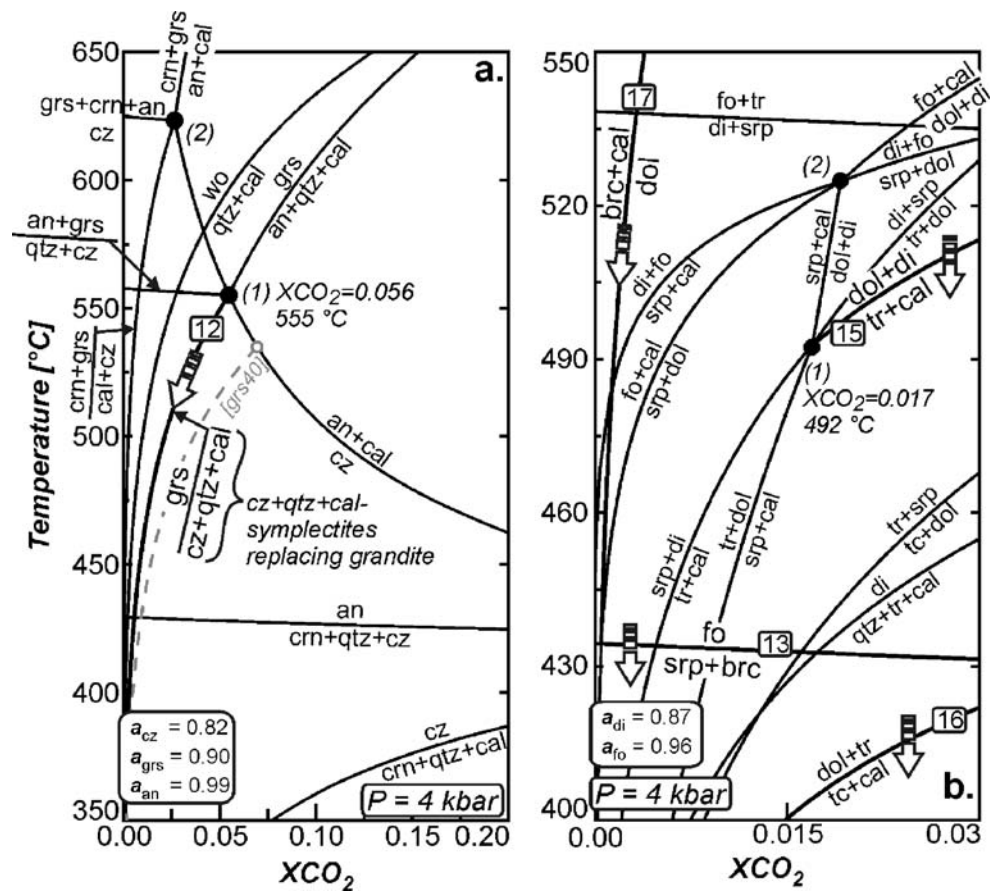 650
600
550
500
450
400
350
Temperature [°C]
0.00
0.05
0.10
0.15
0.20
XCO₂
a.
crn+grs
an+cal
grs+crn+an
cz
(2)
wo
qtz+cal
grs
an+qtz+cal
an+grs
qtz+cz
(1) XCO₂=0.056
555 °C
12
[grs40]
crn+grs
cal+cz
an+cal
cz
grs
cz+qtz+cal
cz+qtz+cal-
symplectites
replacing grandite
an
crn+qtz+cz
cz
crn+qtz+cal
a_cz = 0.82
a_grs = 0.90
a_an = 0.99
P = 4 kbar
550
520
490
460
430
400
0.00
0.015
0.03
XCO₂
b.
17
fo+tr
di+srp
fo+cal
dol+di
brc+cal
dol
(2)
di+fo
srp+dol
di+srp
tr+dol
srp+cal
dol+di
di+fo
srp+cal
dol+di
tr+cal
15
fo+cal
srp+dol
(1)
XCO₂=0.017
492 °C
srp+di
tr+cal
tr+dol
srp+cal
tr+srp
tc+dol
di
qtz+tr+cal
fo
13
srp+brc
a_di = 0.87
a_fo = 0.96
16
dol+tr
tc+cal
P = 4 kbar